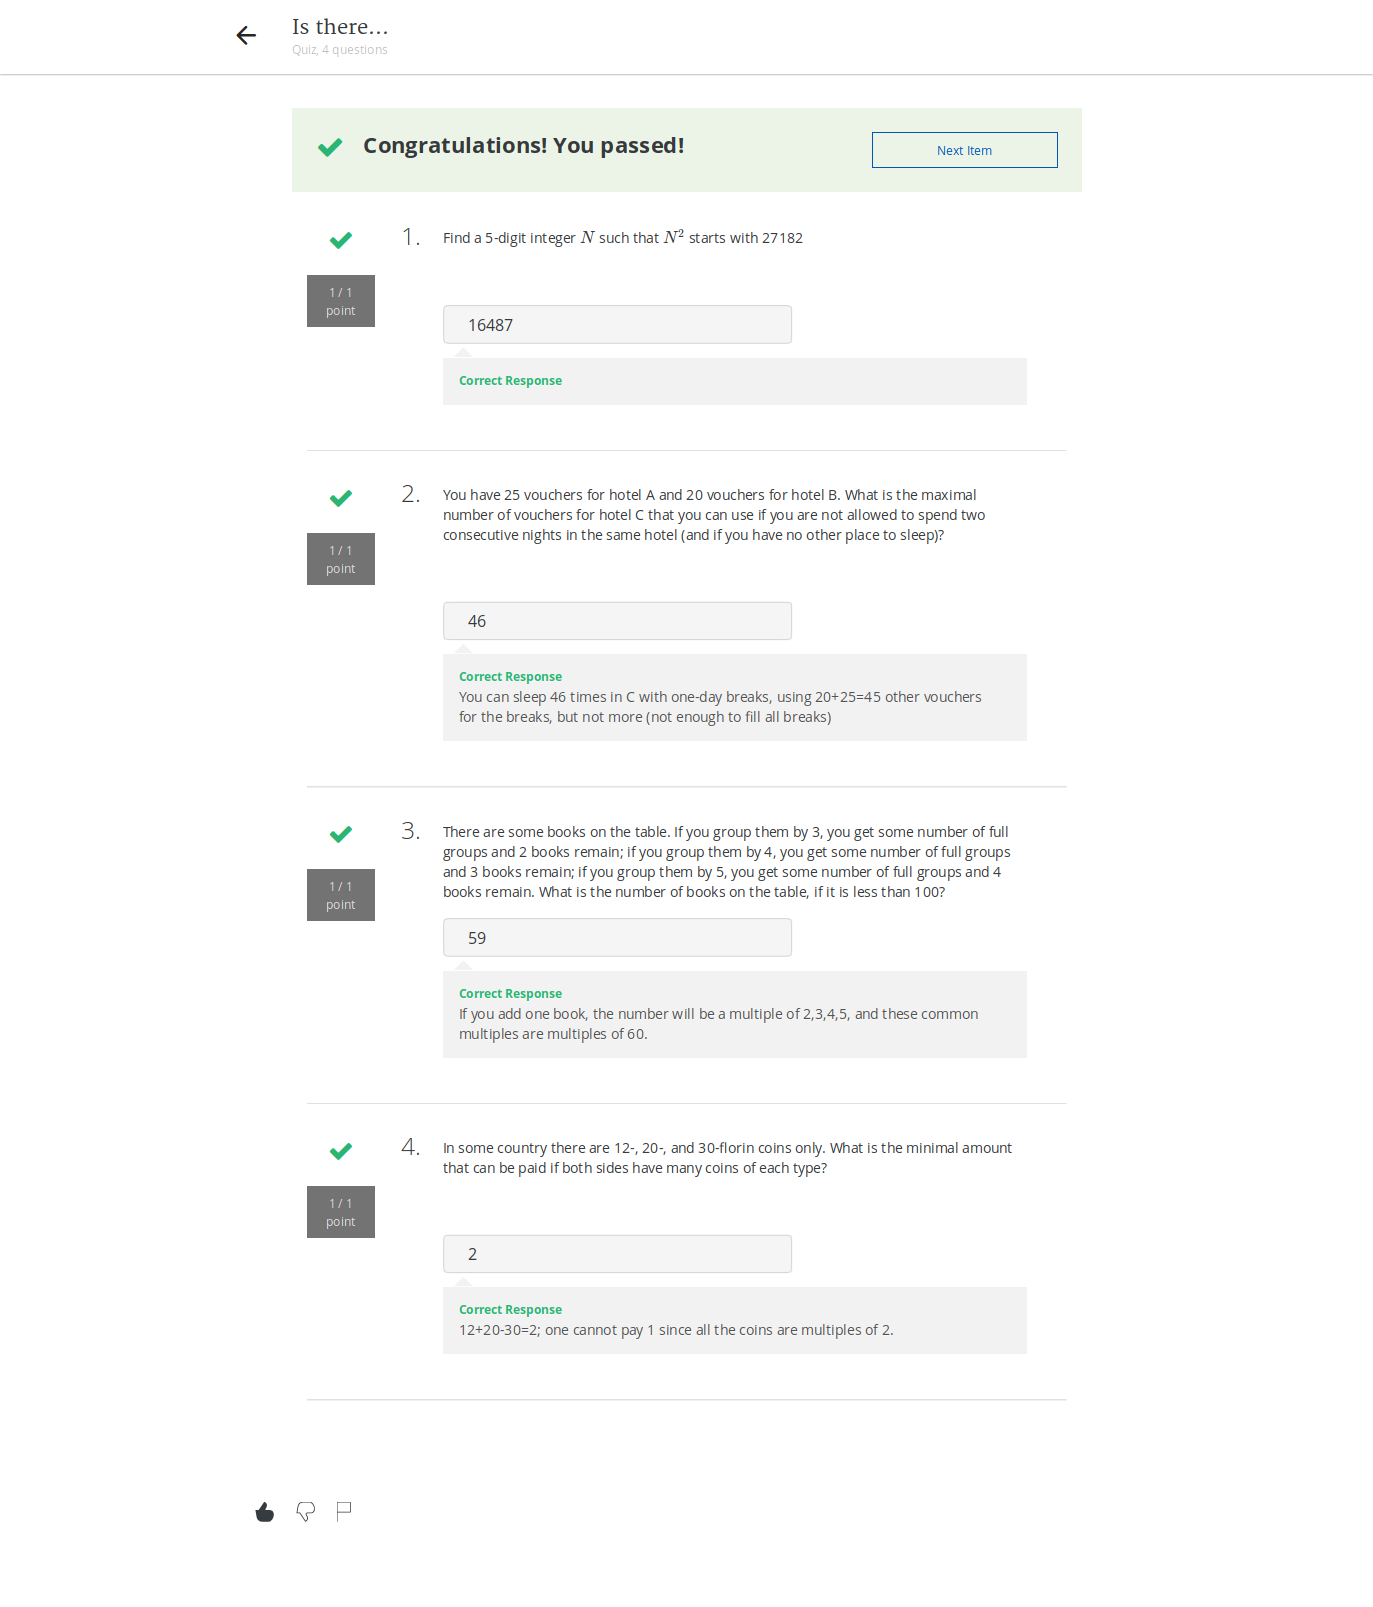 Is there...
Quiz, 4 questions
Congratulations! You passed!
Next Item
1 / 1
point
1.
Find a 5-digit integer N such that N² starts with 27182
16487
Correct Response
1 / 1
point
2.
You have 25 vouchers for hotel A and 20 vouchers for hotel B. What is the maximal
number of vouchers for hotel C that you can use if you are not allowed to spend two
consecutive nights in the same hotel (and if you have no other place to sleep)?
46
Correct Response
You can sleep 46 times in C with one-day breaks, using 20+25=45 other vouchers
for the breaks, but not more (not enough to fill all breaks)
1 / 1
point
3.
There are some books on the table. If you group them by 3, you get some number of full
groups and 2 books remain; if you group them by 4, you get some number of full groups
and 3 books remain; if you group them by 5, you get some number of full groups and 4
books remain. What is the number of books on the table, if it is less than 100?
59
Correct Response
If you add one book, the number will be a multiple of 2,3,4,5, and these common
multiples are multiples of 60.
1 / 1
point
4.
In some country there are 12-, 20-, and 30-florin coins only. What is the minimal amount
that can be paid if both sides have many coins of each type?
2
Correct Response
12+20-30=2; one cannot pay 1 since all the coins are multiples of 2.